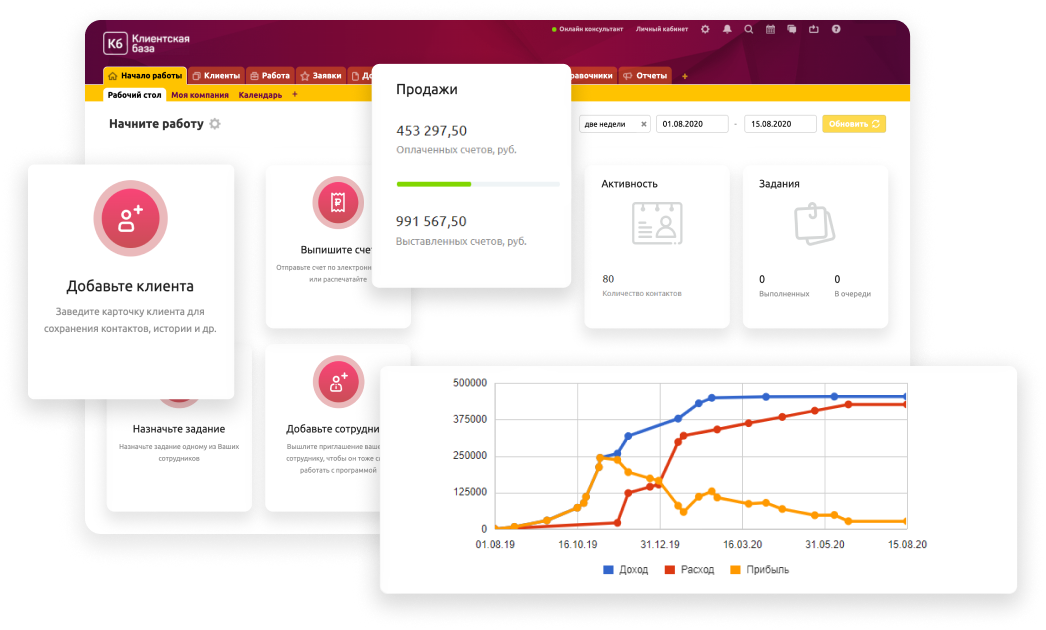 Кб Клиентская
база
Онлайн консультант Личный кабинет
Начало работы Клиенты Работа Заявки До равочники Отчеты +
Рабочий стол Моя компания Календарь +
Начните работу
две недели × 01.08.2020 - 15.08.2020 Обновить
Продажи
453 297,50
Оплаченных счетов, руб.
991 567,50
Выставленных счетов, руб.
Добавьте клиента
Заведите карточку клиента для
сохранения контактов, истории и др.
Выпишите счет
Отправьте счет по электрон
или распечатайте
Активность
80
Количество контактов
Задания
0 0
Выполненных В очереди
Назначьте задание
Назначьте задание одному из Ваших
сотрудников
Добавьте сотрудни
Вышлите приглашение ваше
сотруднику, чтобы он тоже с
работать с программой
500000
375000
250000
125000
0
01.08.19 16.10.19 31.12.19 16.03.20 31.05.20 15.08.20
Доход Расход Прибыль